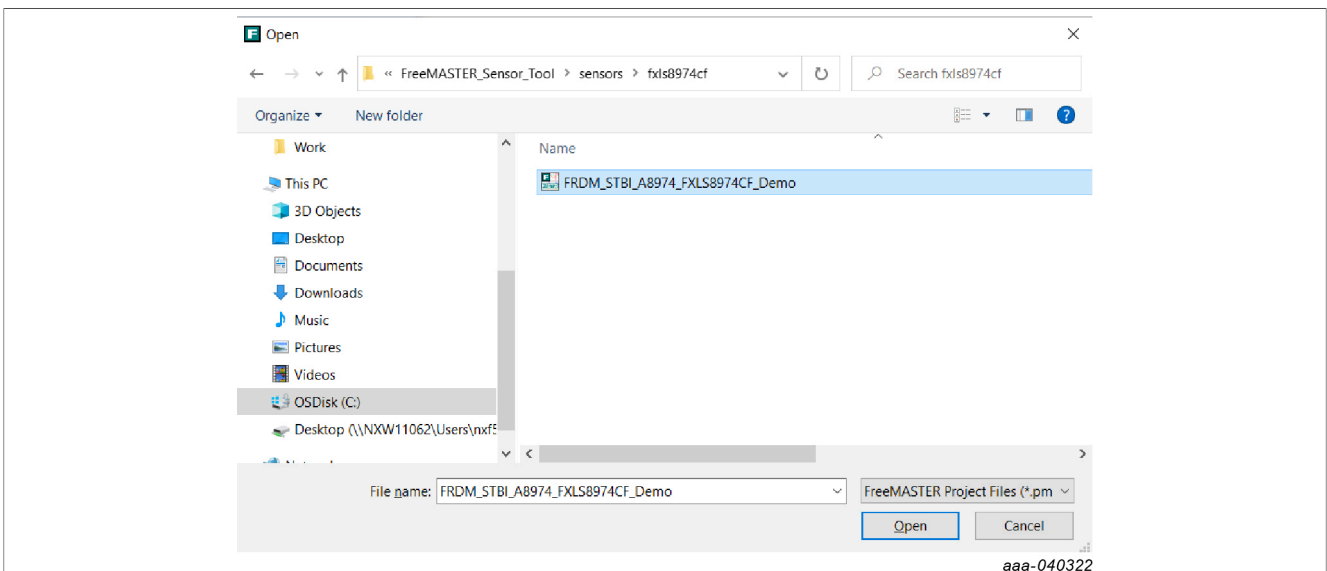 Open
« FreeMASTER_Sensor_Tool > sensors > fxls8974cf
Search fxls8974cf
Organize
New folder
Work
This PC
3D Objects
Desktop
Documents
Downloads
Music
Pictures
Videos
OSDisk (C:)
Desktop (\\NXW11062\Users\nxf5
Name
FRDM_STBI_A8974_FXLS8974CF_Demo
File name: FRDM_STBI_A8974_FXLS8974CF_Demo
FreeMASTER Project Files (*.pm
Open
Cancel
aaa-040322